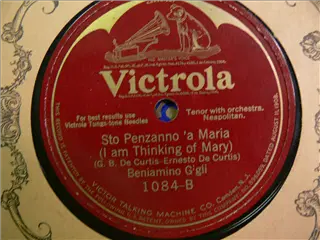 "HIS MASTER'S VOICE"
Victrola
For best results use
Victrola Tungs-tone Needles
Tenor with orchestra.
Neapolitan.
Sto Penzanno 'a Maria
(I am Thinking of Mary)
(G. B. De Curtis-Ernesto De Curtis)
Beniamino G'gli
1084-B
VICTOR TALKING MACHINE CO. Camden, N. J.